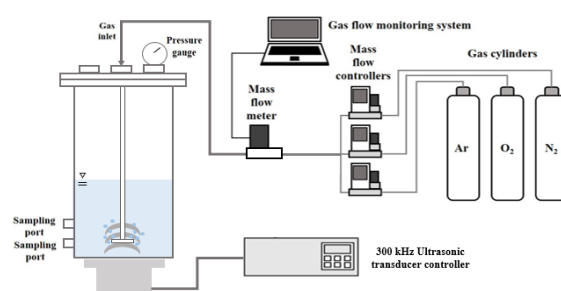 Gas
inlet
Pressure
gauge
Gas flow monitoring system
Mass
flow
controllers
Gas cylinders
Mass
flow
meter
Ar
O₂
N₂
Sampling
port
Sampling
port
300 kHz Ultrasonic
transducer controller